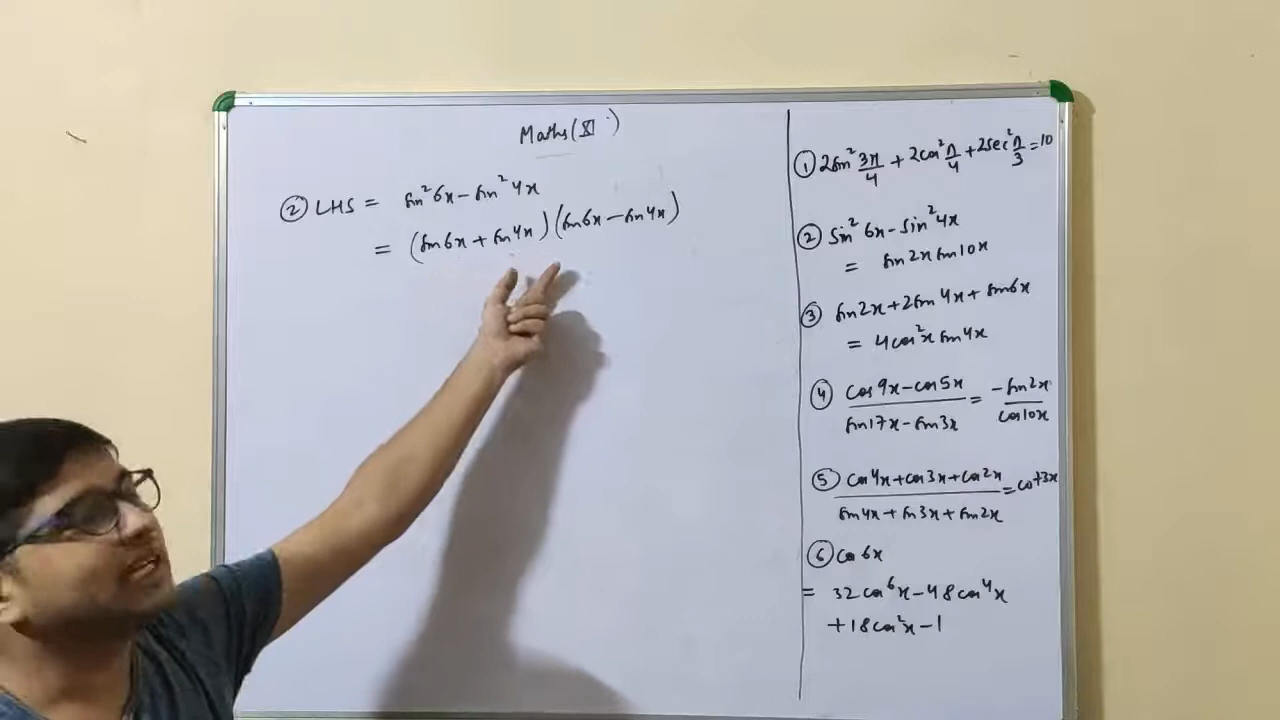 Maths (XI)
② LHS = sin²6x - sin²4x
= (sin6x + sin4x) (sin6x - sin4x)
① 2sin² 3π/4 + 2cos² π/4 + 2sec² π/3 = 10
② sin² 6x - sin² 4x
= sin2x sin10x
③ sin2x + 2sin4x + sin6x
= 4cos²x sin4x
④ cos9x - cos5x / sin17x - sin3x = -sin2x / cos10x
⑤ cos4x + cos3x + cos2x / sin4x + sin3x + sin2x = cot3x
⑥ cos 6x
= 32cos⁶x - 48cos⁴x
+ 18cos²x - 1